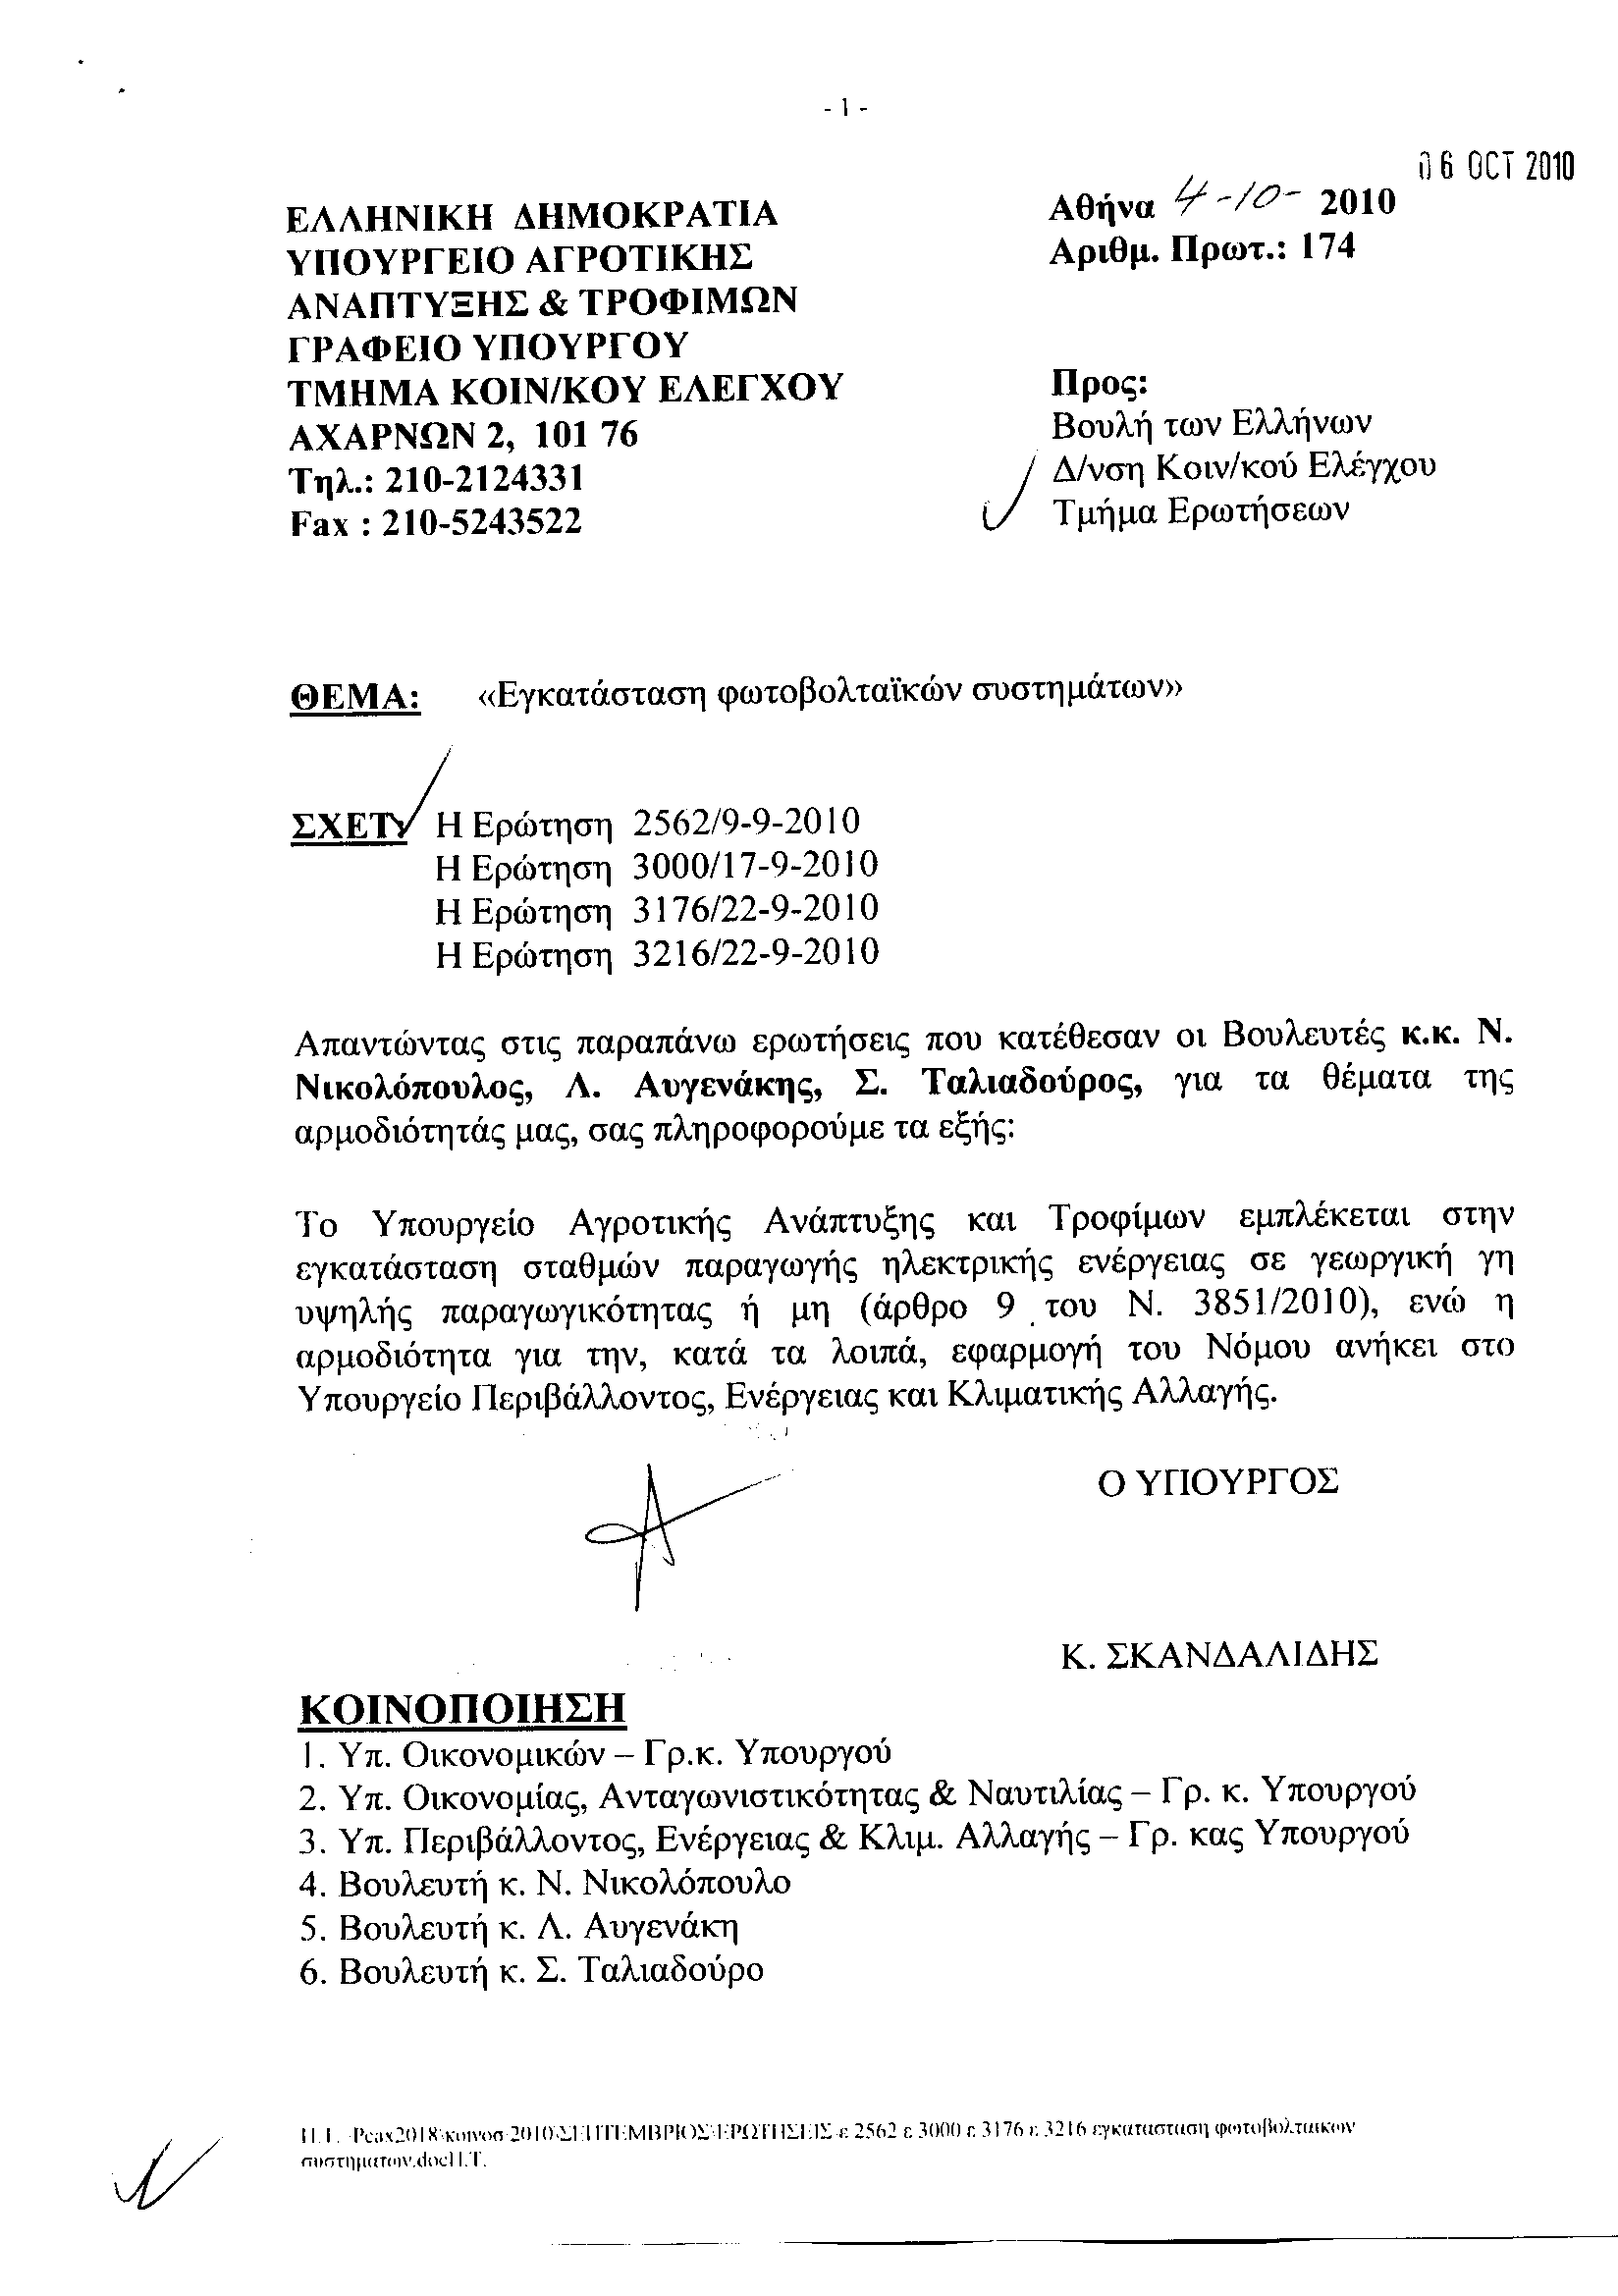 - 1 -
06 OCT 2010
ΕΛΛΗΝΙΚΗ ΔΗΜΟΚΡΑΤΙΑ
ΥΠΟΥΡΓΕΙΟ ΑΓΡΟΤΙΚΗΣ
ΑΝΑΠΤΥΞΗΣ & ΤΡΟΦΙΜΩΝ
ΓΡΑΦΕΙΟ ΥΠΟΥΡΓΟΥ
ΤΜΗΜΑ ΚΟΙΝ/ΚΟΥ ΕΛΕΓΧΟΥ
ΑΧΑΡΝΩΝ 2, 101 76
Τηλ.: 210-2124331
Fax : 210-5243522
Αθήνα 4-10- 2010
Αριθμ. Πρωτ.: 174
Προς:
Βουλή των Ελλήνων
Δ/νση Κοιν/κού Ελέγχου
Τμήμα Ερωτήσεων
ΘΕΜΑ: «Εγκατάσταση φωτοβολταϊκών συστημάτων»
ΣΧΕΤ Η Ερώτηση 2562/9-9-2010
Η Ερώτηση 3000/17-9-2010
Η Ερώτηση 3176/22-9-2010
Η Ερώτηση 3216/22-9-2010
Απαντώντας στις παραπάνω ερωτήσεις που κατέθεσαν οι Βουλευτές κ.κ. Ν.
Νικολόπουλος, Λ. Αυγενάκης, Σ. Ταλιαδούρος, για τα θέματα της
αρμοδιότητάς μας, σας πληροφορούμε τα εξής:
Το Υπουργείο Αγροτικής Ανάπτυξης και Τροφίμων εμπλέκεται στην
εγκατάσταση σταθμών παραγωγής ηλεκτρικής ενέργειας σε γεωργική γη
υψηλής παραγωγικότητας ή μη (άρθρο 9 του Ν. 3851/2010), ενώ η
αρμοδιότητα για την, κατά τα λοιπά, εφαρμογή του Νόμου ανήκει στο
Υπουργείο Περιβάλλοντος, Ενέργειας και Κλιματικής Αλλαγής.
Ο ΥΠΟΥΡΓΟΣ
Κ. ΣΚΑΝΔΑΛΙΔΗΣ
ΚΟΙΝΟΠΟΙΗΣΗ
1. Υπ. Οικονομικών – Γρ.κ. Υπουργού
2. Υπ. Οικονομίας, Ανταγωνιστικότητας & Ναυτιλίας – Γρ. κ. Υπουργού
3. Υπ. Περιβάλλοντος, Ενέργειας & Κλιμ. Αλλαγής – Γρ. κας Υπουργού
4. Βουλευτή κ. Ν. Νικολόπουλο
5. Βουλευτή κ. Λ. Αυγενάκη
6. Βουλευτή κ. Σ. Ταλιαδούρο
ε 2562 ε 3000 ε 3176 ε 3216 εγκατασταση φωτοβολταικων
συστηματων.doc